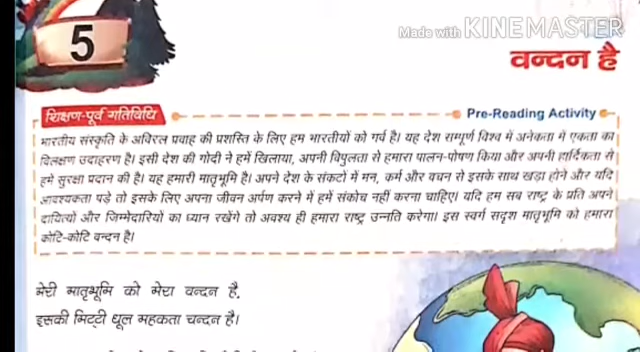 Made with KINEMASTER
5
वन्दन है
शिक्षण-पूर्व गतिविधि
Pre-Reading Activity
भारतीय संस्कृति के अविरल प्रवाह की प्रशस्ति के लिए हम भारतीयों को गर्व है। यह देश सम्पूर्ण विश्व में अनेकता में एकता का
विलक्षण उदाहरण है। इसी देश की गोदी ने हमें खिलाया, अपनी विपुलता से हमारा पालन-पोषण किया और अपनी हार्दिकता से
हमें सुरक्षा प्रदान की है। यह हमारी मातृभूमि है। अपने देश के संकटों में मन, कर्म और वचन से इसके साथ खड़ा होने और यदि
आवश्यकता पड़े तो इसके लिए अपना जीवन अर्पण करने में हमें संकोच नहीं करना चाहिए। यदि हम सब राष्ट्र के प्रति अपने
दायित्यों और जिम्मेदारियों का ध्यान रखेंगे तो अवश्य ही हमारा राष्ट्र उन्नति करेगा। इस स्वर्ग सदृश मातृभूमि को हमारा
कोटि-कोटि वन्दन है।
मेरी मातृभूमि को मेरा वन्दन है,
इसकी मिट्टी धूल महकता चन्दन है।